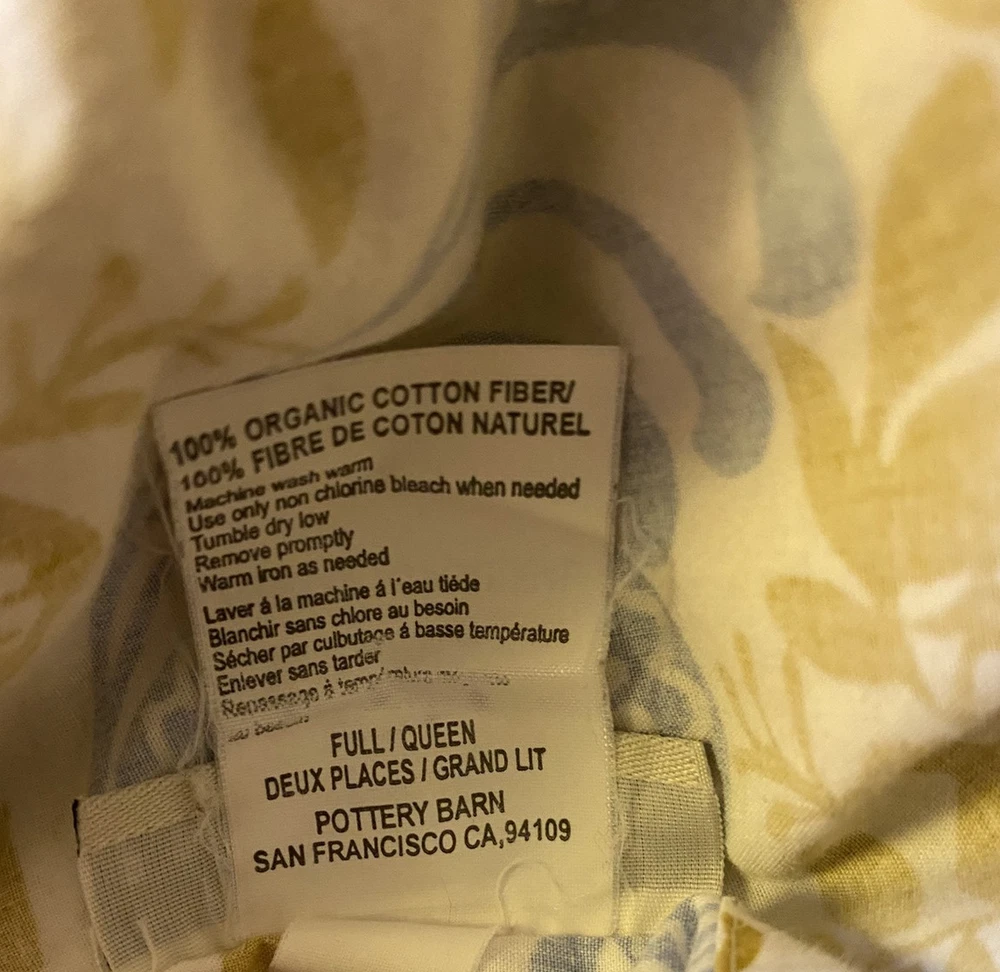 100% ORGANIC COTTON FIBER/
100% FIBRE DE COTON NATUREL
Machine wash warm
Use only non chlorine bleach when needed
Tumble dry low
Remove promptly
Warm iron as needed
Laver á la machine á l'eau tiéde
Blanchir sans chlore au besoin
Sécher par culbutage á basse température
Enlever sans tarder
Repassage á
au besoin
FULL / QUEEN
DEUX PLACES / GRAND LIT
POTTERY BARN
SAN FRANCISCO CA,94109